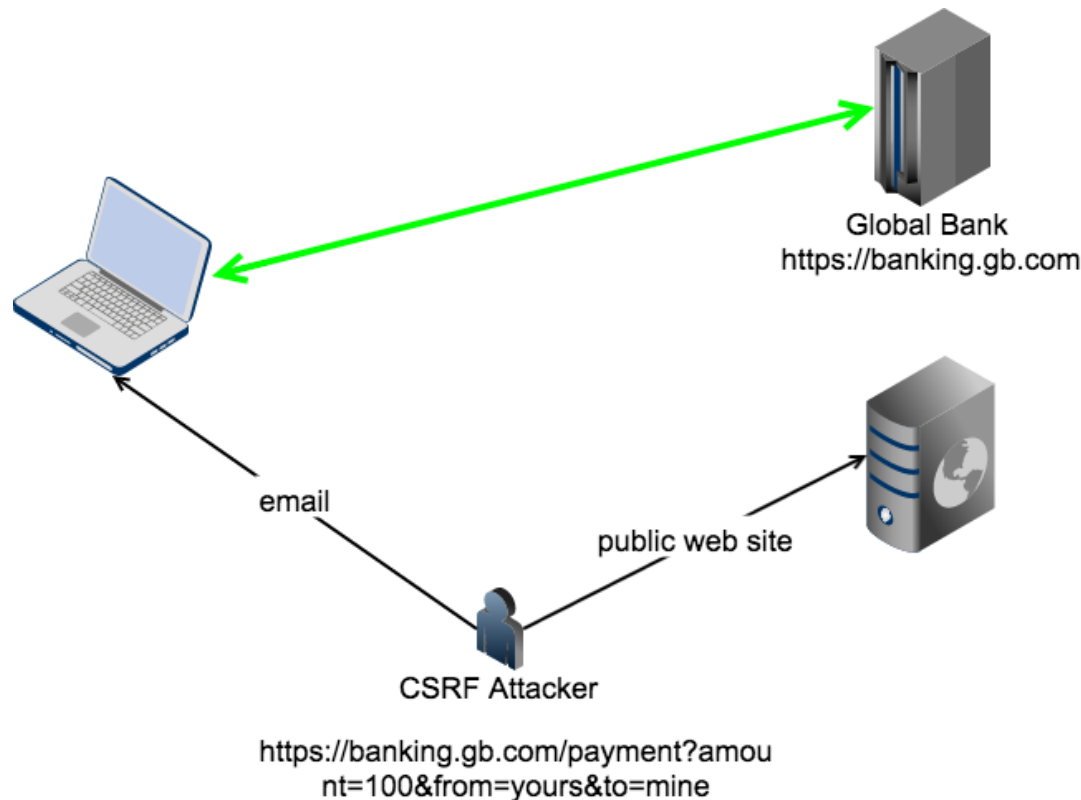 Global Bank
https://banking.gb.com
email
public web site
CSRF Attacker
https://banking.gb.com/payment?amou
nt=100&from=yours&to=mine